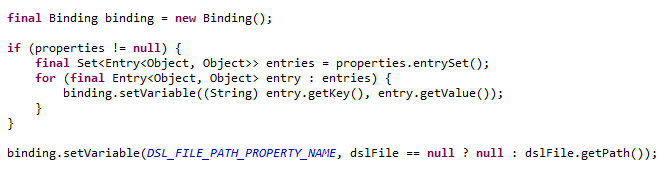 final Binding binding = new Binding();
if (properties != null) {
final Set<Entry<Object, Object>> entries = properties.entrySet();
for (final Entry<Object, Object> entry : entries) {
binding.setVariable((String) entry.getKey(), entry.getValue());
}
}
binding.setVariable(DSL_FILE_PATH_PROPERTY_NAME, dslFile == null ? null : dslFile.getPath());